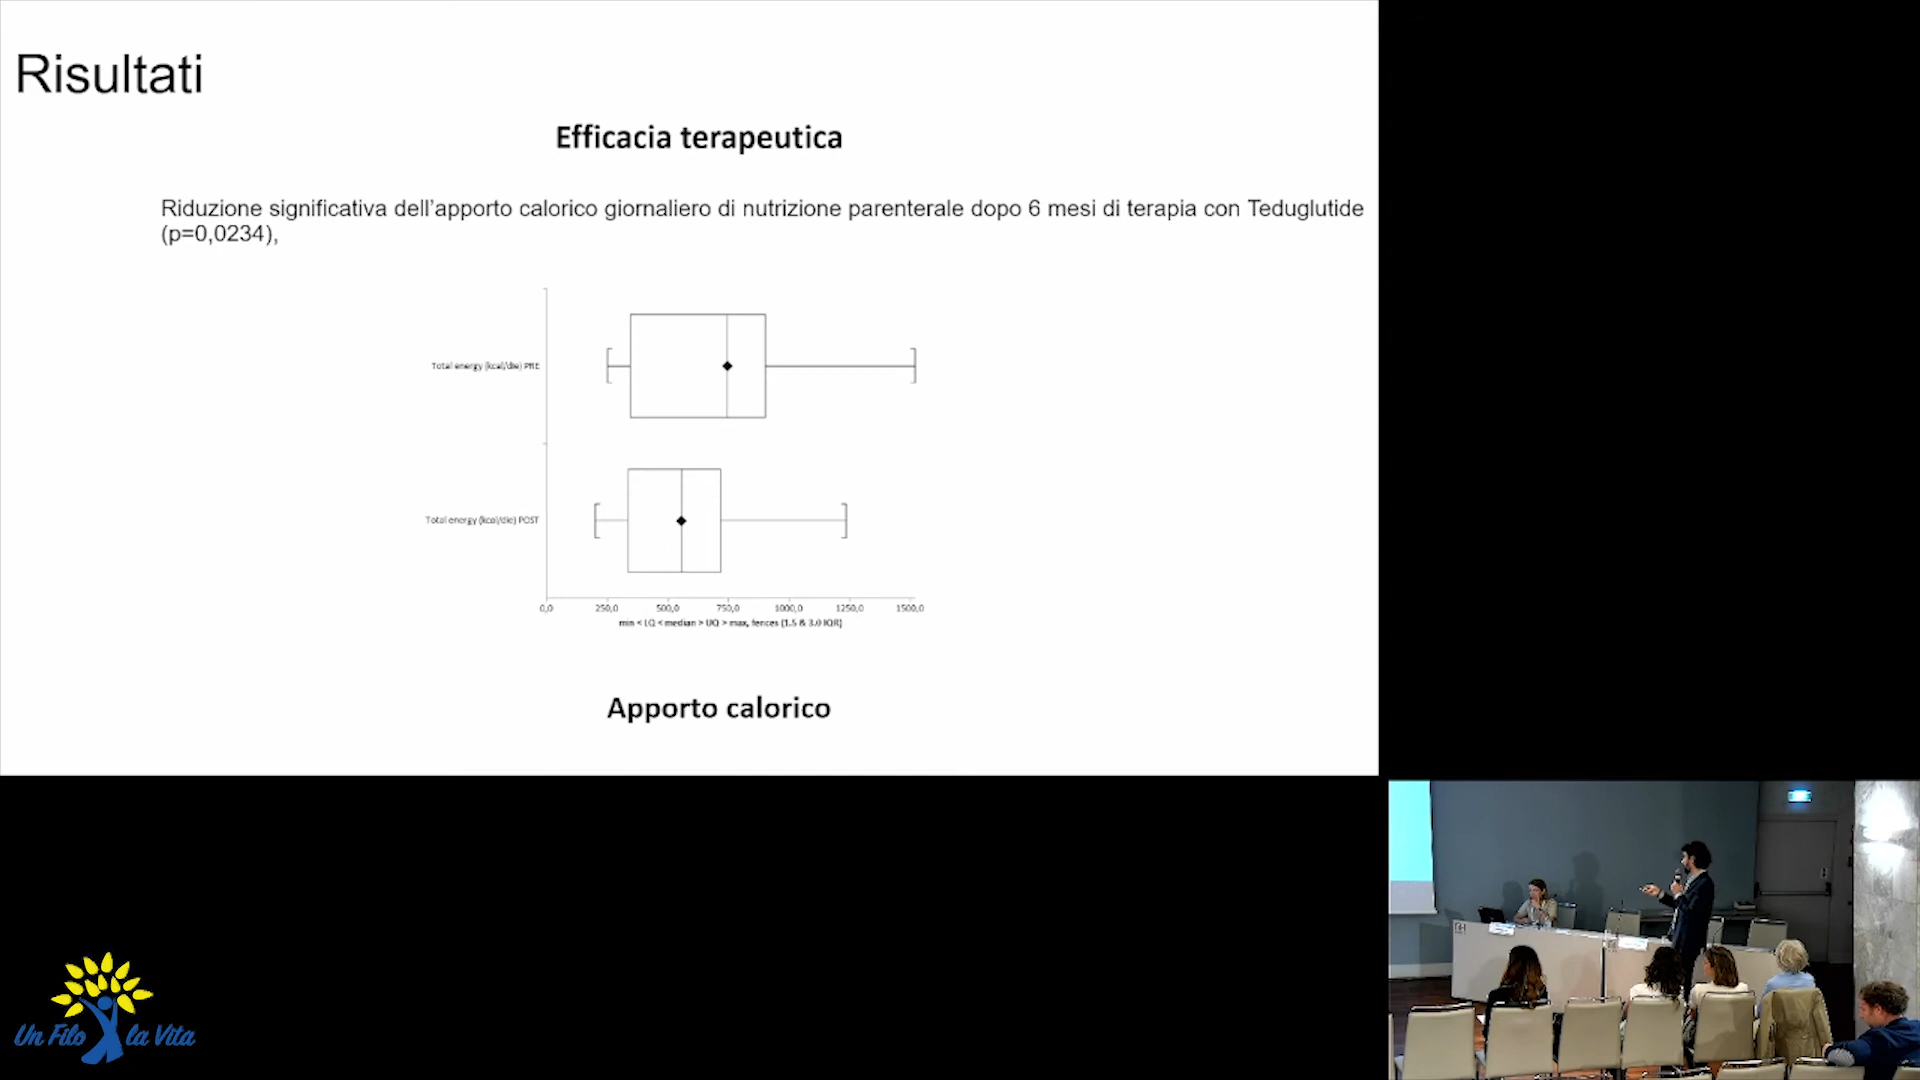 Risultati
Efficacia terapeutica
Riduzione significativa dell'apporto calorico giornaliero di nutrizione parenterale dopo 6 mesi di terapia con Teduglutide
(p=0,0234),
Total energy (kcal/die) PRE
Total energy (kcal/die) POST
0,0 250,0 500,0 750,0 1000,0 1250,0 1500,0
min < LQ < median > UQ > max, fences (1.5 & 3.0 IQR)
Apporto calorico
Un Filo la Vita